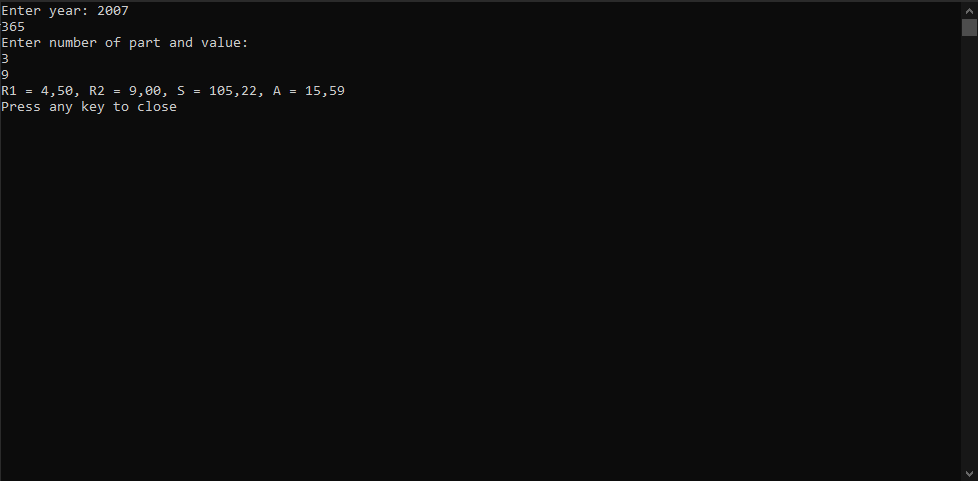 Enter year: 2007
365
Enter number of part and value:
3
9
R1 = 4,50, R2 = 9,00, S = 105,22, A = 15,59
Press any key to close